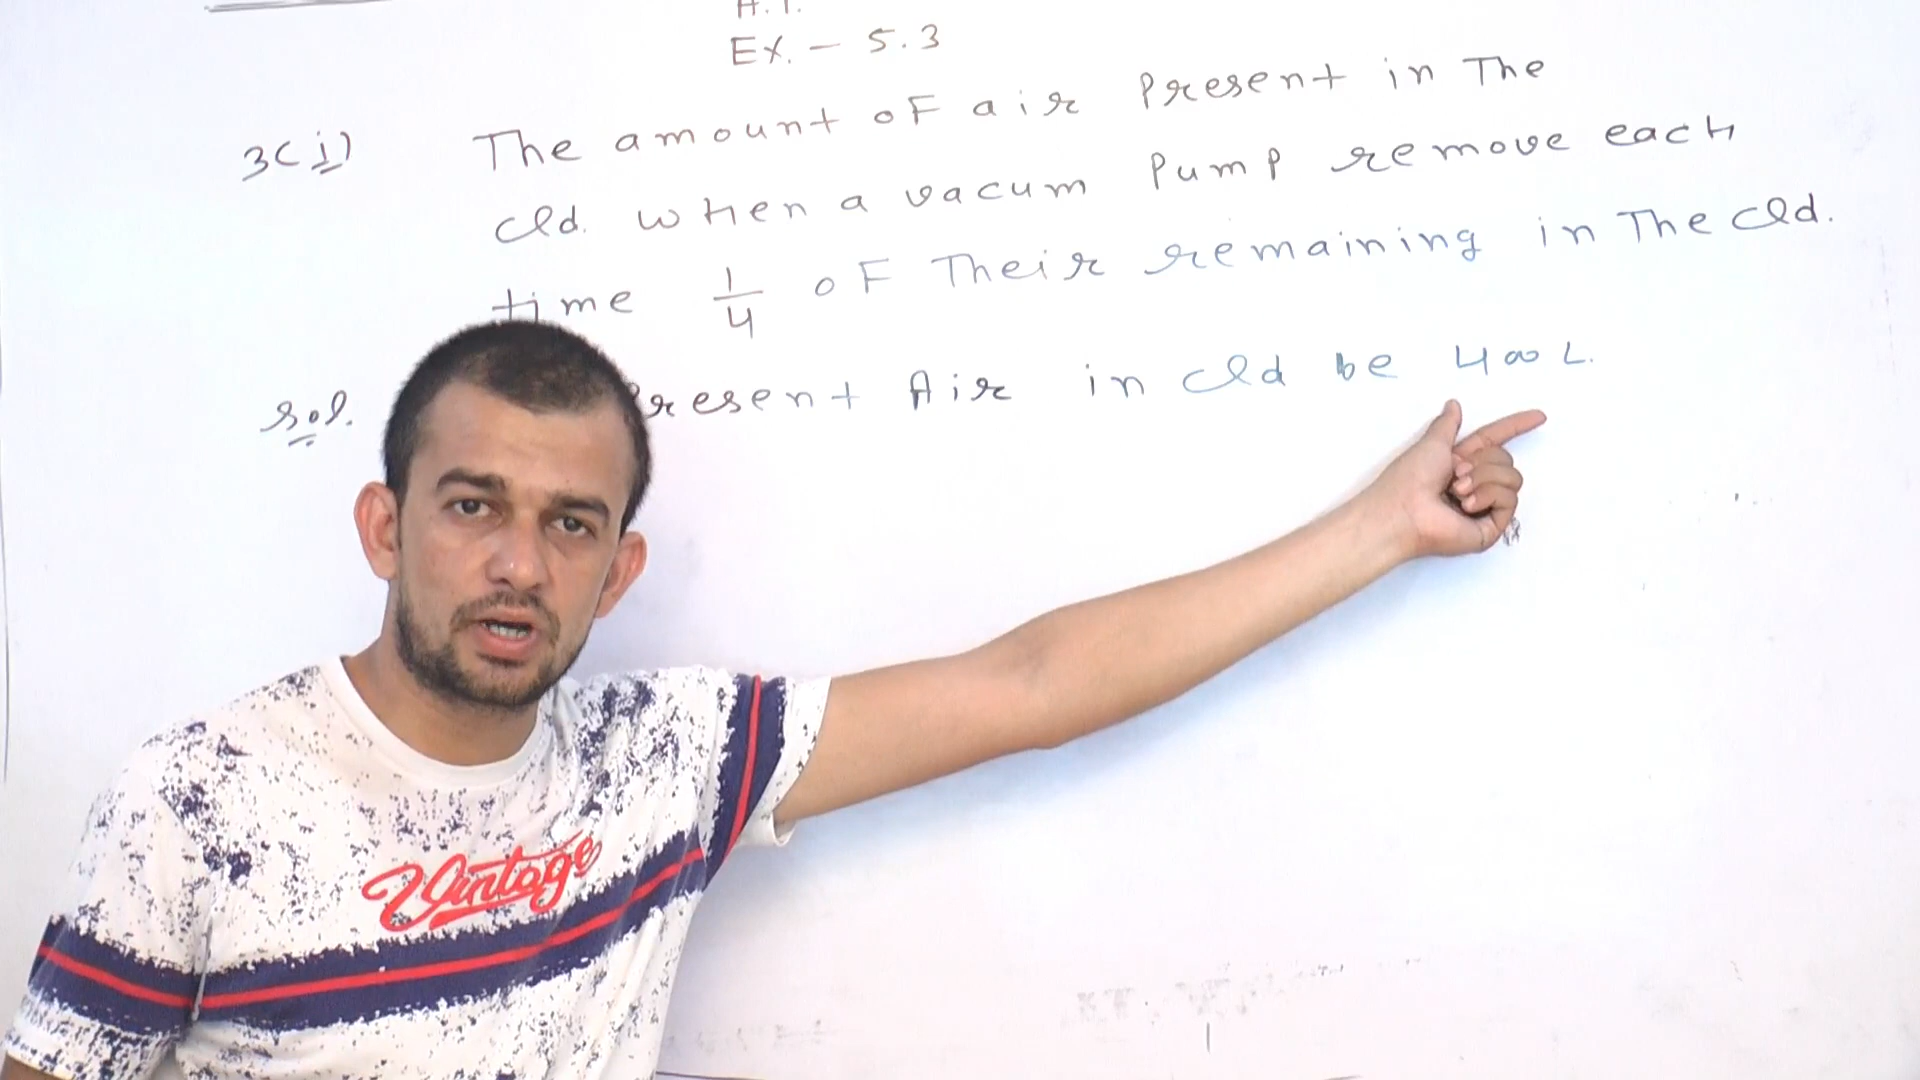 A.P.
Ex. - 5.3
3(i) The amount of air Present in The
cld. when a vacum Pump remove each
time 1/4 of Their remaining in The cld.
Sol. Present Air in cld be 400 L.
Vintage